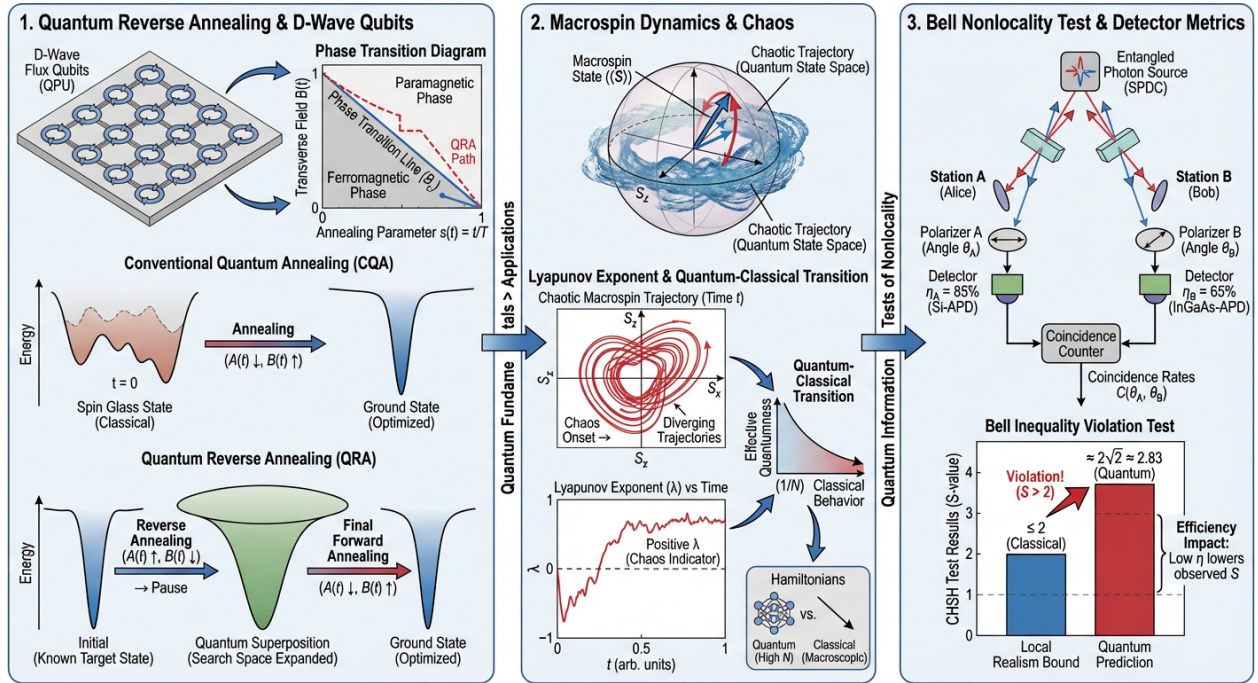 1. Quantum Reverse Annealing & D-Wave Qubits
D-Wave
Flux Qubits
(QPU)
Phase Transition Diagram
Transverse Field B(t)
1
0
Paramagnetic
Phase
Phase Transition Line (B꜀)
QRA
Path
Ferromagnetic
Phase
0
1
Annealing Parameter s(t) = t/T
Conventional Quantum Annealing (CQA)
Energy
t = 0
Spin Glass State
(Classical)
Annealing
(A(t) ↓, B(t) ↑)
Ground State
(Optimized)
Quantum Reverse Annealing (QRA)
Energy
Reverse
Annealing
(A(t) ↑, B(t) ↓)
→ Pause
Final
Forward
Annealing
(A(t) ↓, B(t) ↑)
Initial
(Known Target State)
Quantum Superposition
(Search Space Expanded)
Ground State
(Optimized)
Quantum Fundame
tals > Applications
2. Macrospin Dynamics & Chaos
Macrospin
State (⟨S⟩)
Chaotic Trajectory
(Quantum State Space)
Chaotic Trajectory
(Quantum State Space)
Lyapunov Exponent & Quantum-Classical Transition
Chaotic Macrospin Trajectory (Time t)
Chaos
Onset →
Diverging
Trajectories
Quantum-
Classical
Transition
Effective
Quantumness
(1/N)
Classical
Behavior
Lyapunov Exponent (λ) vs Time
λ
1
0
−1
Positive λ
(Chaos Indicator)
0
0.5
1
t (arb. units)
Hamiltonians
vs.
Quantum
(High N)
Classical
(Macroscopic)
Quantum Information
Tests of Nonlocality
3. Bell Nonlocality Test & Detector Metrics
Entangled
Photon Source
(SPDC)
Station A
(Alice)
Station B
(Bob)
Polarizer A
(Angle θ_A)
Polarizer B
(Angle θ_B)
Detector
η_A = 85%
(Si-APD)
Detector
η_B = 65%
(InGaAs-APD)
Coincidence
Counter
Coincidence Rates
C(θ_A, θ_B)
Bell Inequality Violation Test
CHSH Test Results (S-value)
4
3
2
1
0
≤ 2
(Classical)
Violation!
(S > 2)
≈ 2√2 ≈ 2.83
(Quantum)
Efficiency
Impact:
Low η lowers
observed S
Local
Realism Bound
Quantum
Prediction